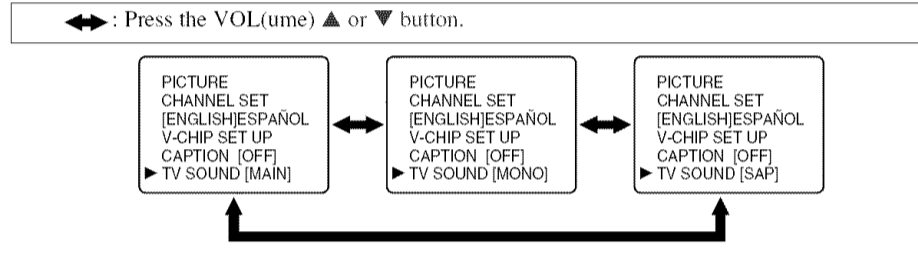 : Press the VOL(ume) ▲ or ▼ button.
PICTURE
CHANNEL SET
[ENGLISH]ESPAÑOL
V-CHIP SET UP
CAPTION [OFF]
▶ TV SOUND [MAIN]
PICTURE
CHANNEL SET
[ENGLISH]ESPAÑOL
V-CHIP SET UP
CAPTION [OFF]
▶ TV SOUND [MONO]
PICTURE
CHANNEL SET
[ENGLISH]ESPAÑOL
V-CHIP SET UP
CAPTION [OFF]
▶ TV SOUND [SAP]